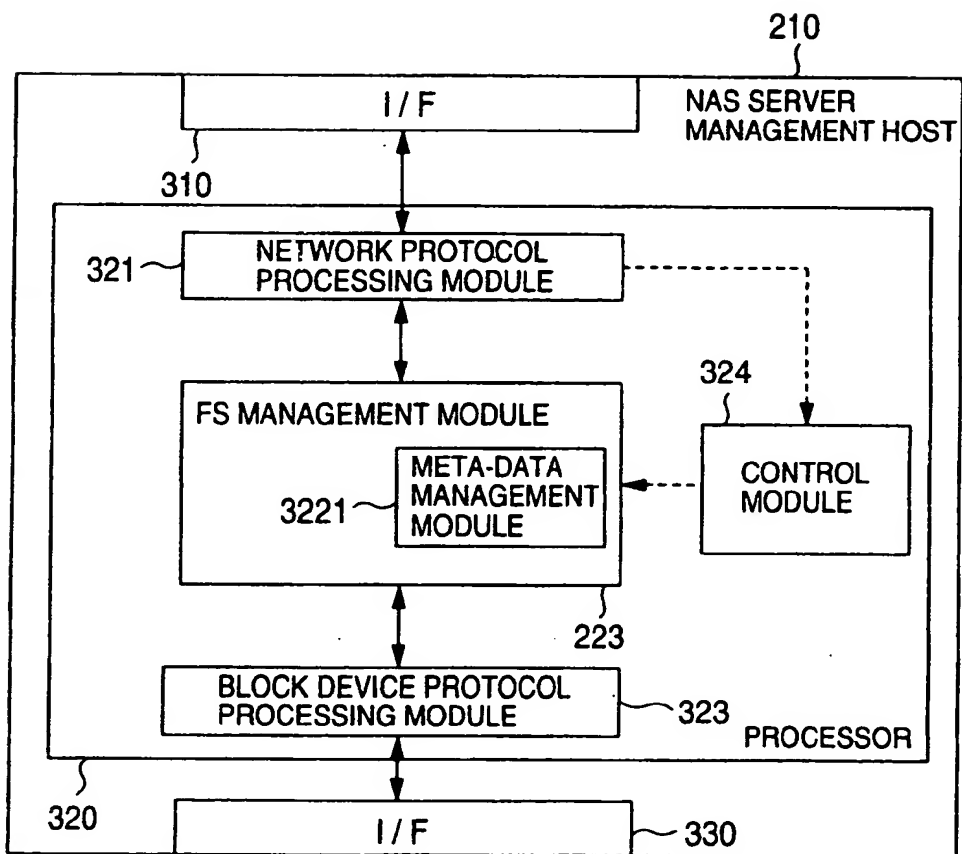 210
I / F
NAS SERVER
MANAGEMENT HOST
310
321
NETWORK PROTOCOL
PROCESSING MODULE
324
FS MANAGEMENT MODULE
3221
META-DATA
MANAGEMENT
MODULE
CONTROL
MODULE
223
BLOCK DEVICE PROTOCOL
PROCESSING MODULE
323
PROCESSOR
320
I / F
330